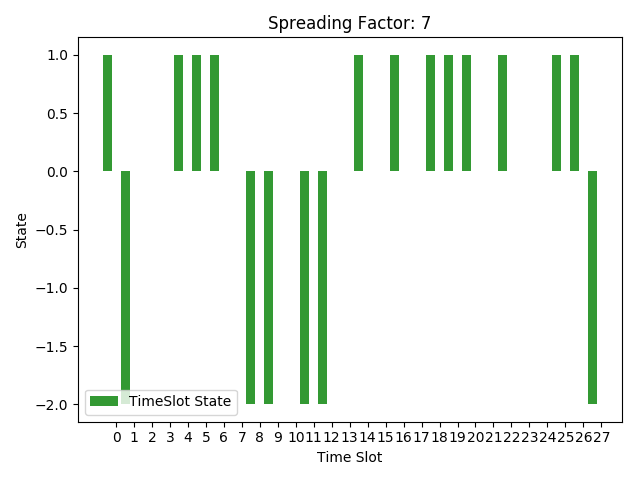 Spreading Factor: 7
1.0
0.5
0.0
−0.5
−1.0
−1.5
−2.0
State
TimeSlot State
0 1 2 3 4 5 6 7 8 9 10 11 12 13 14 15 16 17 18 19 20 21 22 23 24 25 26 27
Time Slot